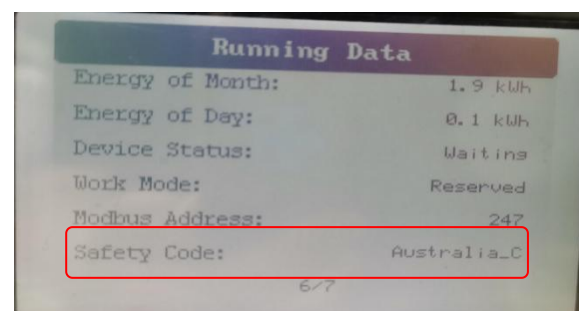 Running Data
Energy of Month: 1.9 kWh
Energy of Day: 0.1 kWh
Device Status: Waiting
Work Mode: Reserved
Modbus Address: 247
Safety Code: Australia_C
6/7